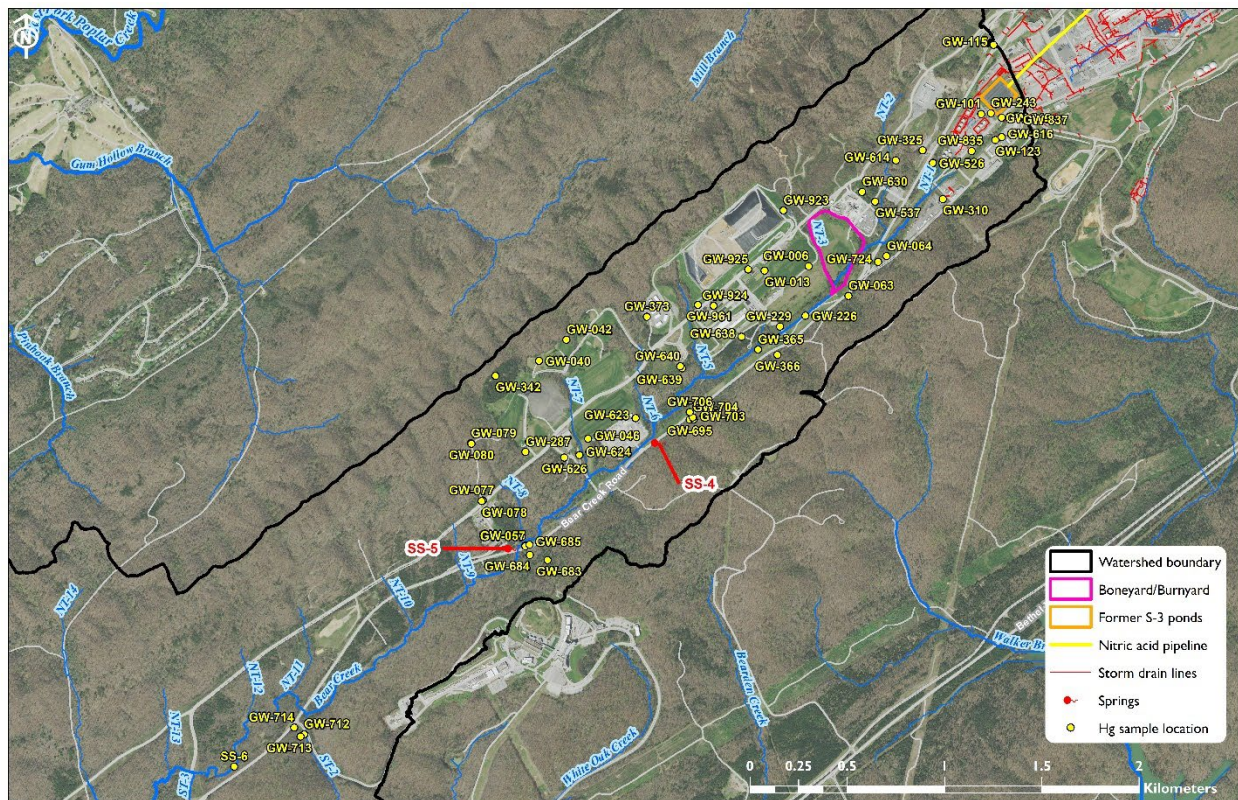 East Fork Poplar Creek
N
Mill Branch
GW-115
NT-2
GW-101
GW-243
GW-837
GW-325
GW-835
GW-616
GW-614
GW-123
Gum Hollow Branch
NT-1
GW-526
GW-630
GW-923
GW-537
GW-310
NT-3
GW-925
GW-006
GW-724
GW-064
GW-013
GW-924
GW-063
GW-373
GW-961
GW-229
GW-226
GW-042
GW-638
GW-365
Pinhook Branch
GW-040
GW-640
NT-5
GW-366
GW-342
GW-639
NT-7
NT-6
GW-706
GW-704
GW-623
GW-703
GW-079
GW-287
GW-046
GW-695
GW-080
GW-624
GW-626
SS-4
NT-8
Bear Creek Road
GW-077
GW-078
GW-057
GW-685
SS-5
GW-684
GW-683
NT-9
NT-10
NT-14
Bethel
Walker Br
Bearden Creek
NT-11
NT-12
Bear Creek
NT-13
GW-714
GW-712
GW-713
SS-6
ST-2
ST-3
White Oak Creek
Watershed boundary
Boneyard/Burnyard
Former S-3 ponds
Nitric acid pipeline
Storm drain lines
Springs
Hg sample location
0 0.25 0.5 1 1.5 2
Kilometers